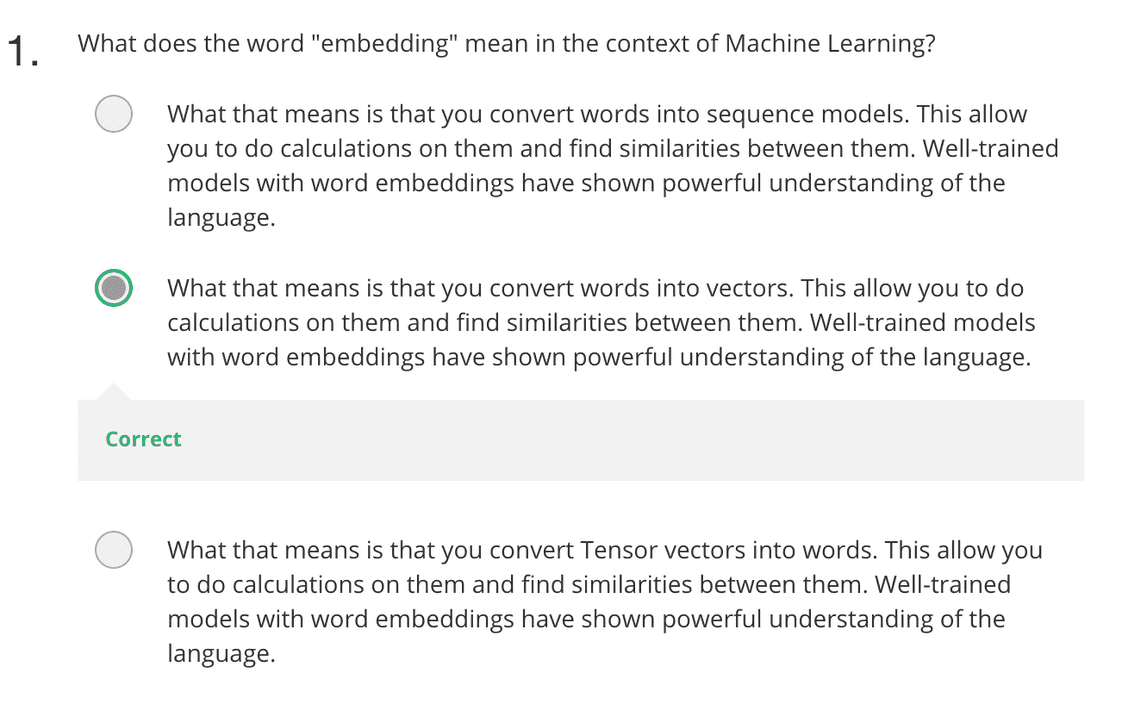 1. What does the word "embedding" mean in the context of Machine Learning?
What that means is that you convert words into sequence models. This allow
you to do calculations on them and find similarities between them. Well-trained
models with word embeddings have shown powerful understanding of the
language.
What that means is that you convert words into vectors. This allow you to do
calculations on them and find similarities between them. Well-trained models
with word embeddings have shown powerful understanding of the language.
Correct
What that means is that you convert Tensor vectors into words. This allow you
to do calculations on them and find similarities between them. Well-trained
models with word embeddings have shown powerful understanding of the
language.